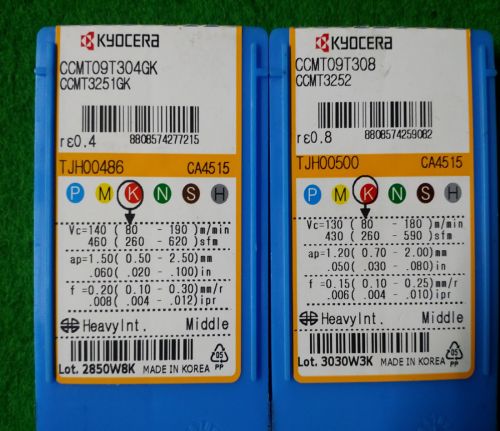 KYOCERA
CCMT09T304GK
CCMT3251GK
rε0.4
8808574277215
TJH00486 CA4515
P M K N S H
Vc=140( 80 - 190)m/min
460 (260 - 620)sfm
ap=1.50( 0.50 - 2.50)mm
.060(.020 - .100)in
f =0.20( 0.10 - 0.30)mm/r
.008( .004 - .012)ipr
HeavyInt. Middle
Lot. 2850W8K MADE IN KOREA
05
PP
KYOCERA
CCMT09T308
CCMT3252
rε0.8
8808574259082
TJH00500 CA4515
P M K N S H
Vc=130( 80 - 180)m/min
430 (260 - 590)sfm
ap=1.20( 0.70 - 2.00)mm
.050(.030 - .080)in
f =0.15( 0.10 - 0.25)mm/r
.006( .004 - .010)ipr
HeavyInt. Middle
Lot. 3030W3K MADE IN KOREA
05
PP